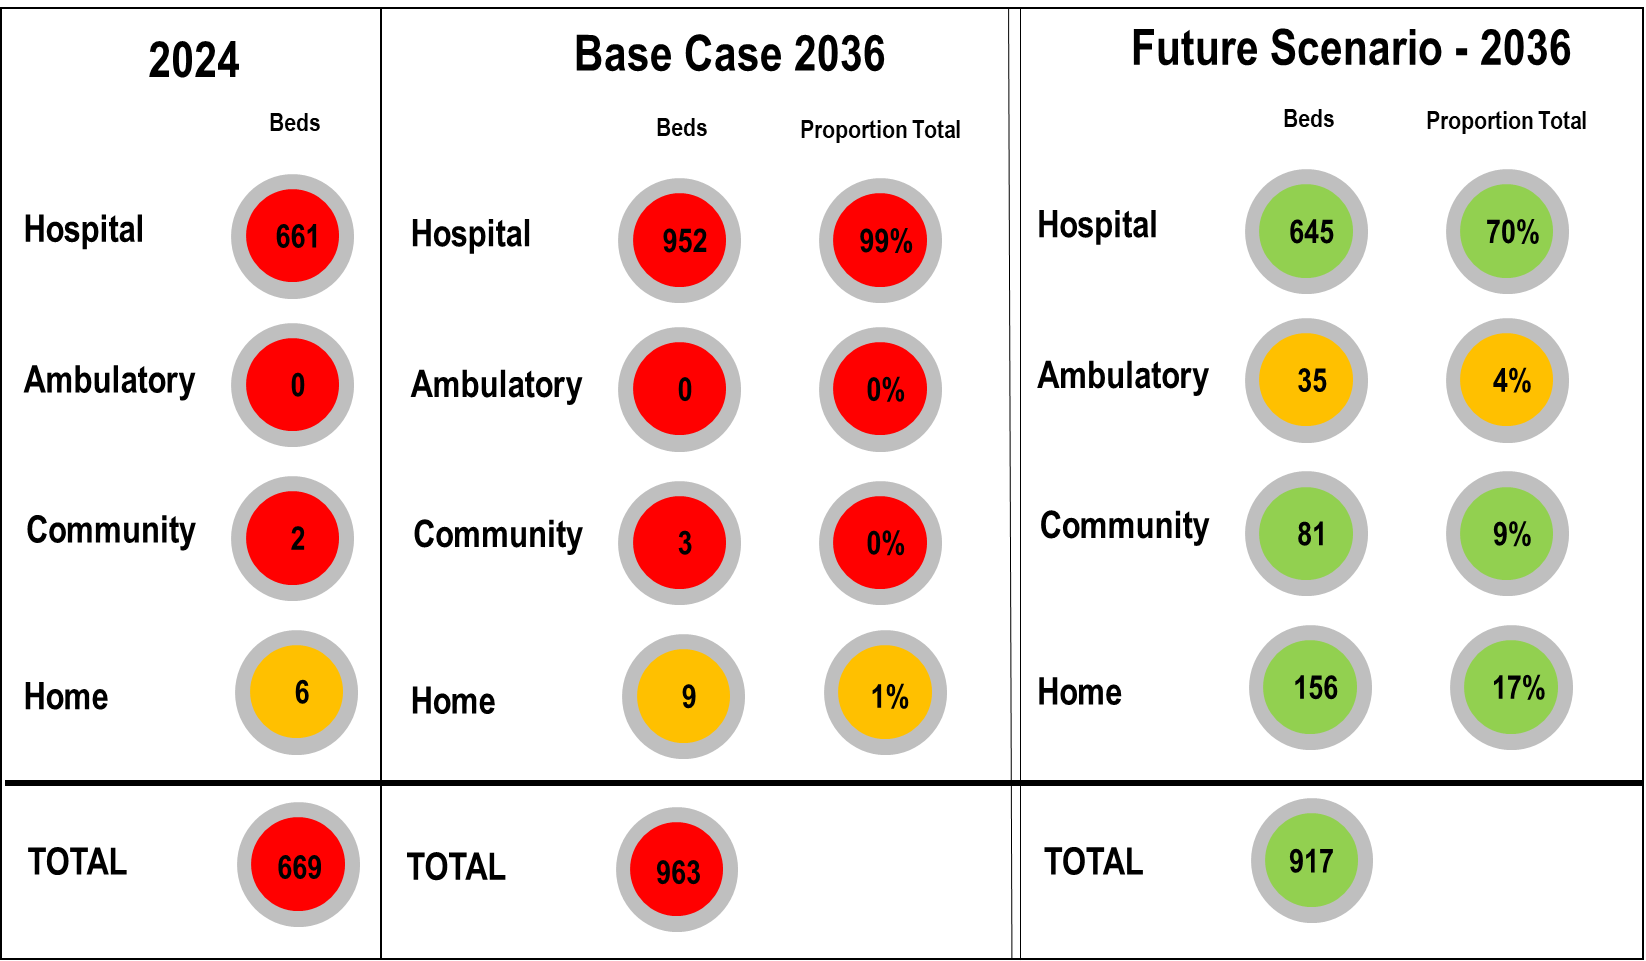 2024
Beds
Hospital 661
Ambulatory 0
Community 2
Home 6
TOTAL 669
Base Case 2036
Beds Proportion Total
Hospital 952 99%
Ambulatory 0 0%
Community 3 0%
Home 9 1%
TOTAL 963
Future Scenario - 2036
Beds Proportion Total
Hospital 645 70%
Ambulatory 35 4%
Community 81 9%
Home 156 17%
TOTAL 917